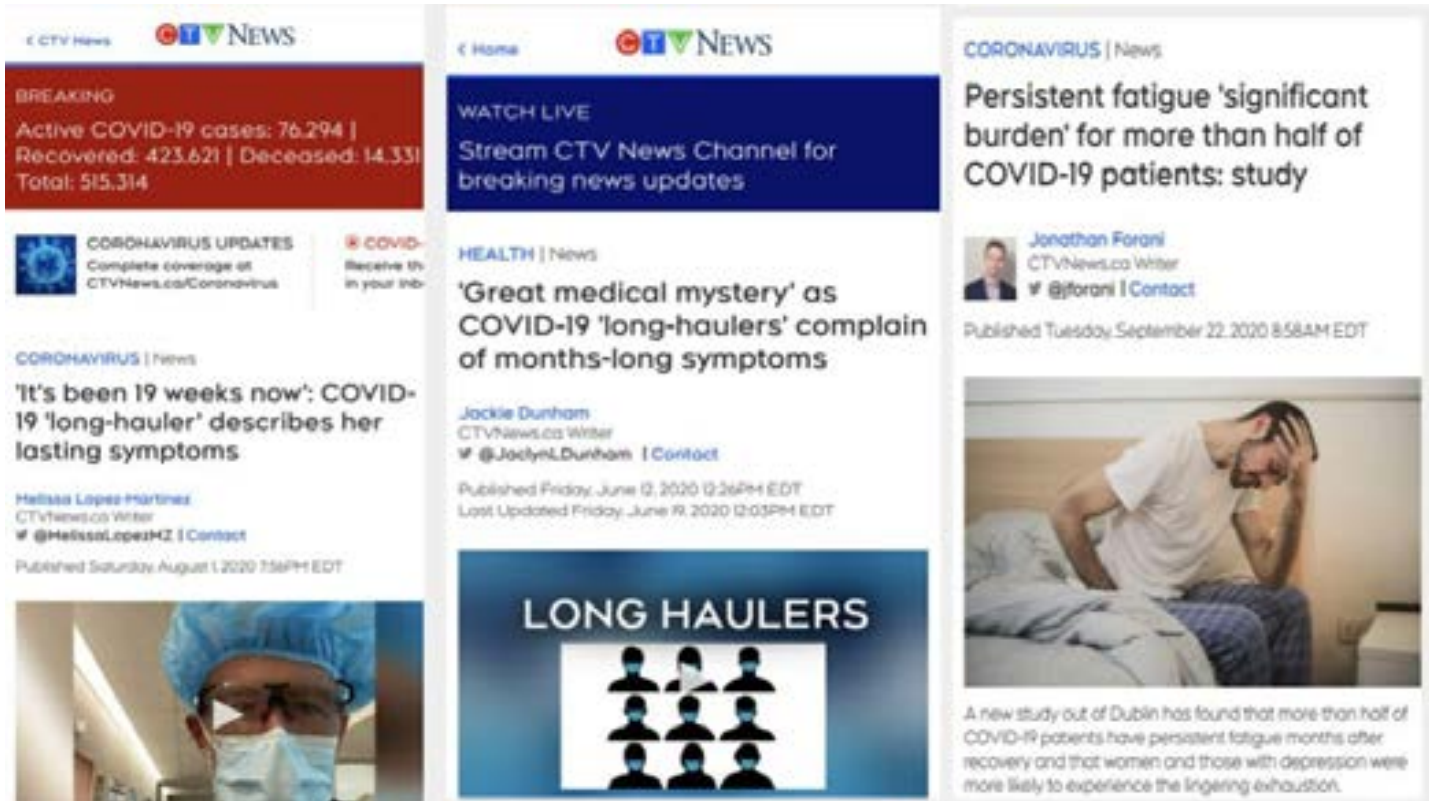 < CTV News
CTV NEWS
BREAKING
Active COVID-19 cases: 76,294 |
Recovered: 423,621 | Deceased: 14,331
Total: 515,314
CORONAVIRUS UPDATES
Complete coverage at
CTVNews.ca/Coronavirus
COVID-
Receive th
in your inb
CORONAVIRUS | News
'It's been 19 weeks now': COVID-
19 'long-hauler' describes her
lasting symptoms
Melissa Lopez-Martinez
CTVNews.ca Writer
@MelissaLopezMZ | Contact
Published Saturday, August 1, 2020 7:56PM EDT
< Home
CTV NEWS
WATCH LIVE
Stream CTV News Channel for
breaking news updates
HEALTH | News
'Great medical mystery' as
COVID-19 'long-haulers' complain
of months-long symptoms
Jackie Dunham
CTVNews.ca Writer
@JaclynLDunham | Contact
Published Friday, June 12, 2020 12:26PM EDT
Last Updated Friday, June 19, 2020 12:03PM EDT
LONG HAULERS
CORONAVIRUS | News
Persistent fatigue 'significant
burden' for more than half of
COVID-19 patients: study
Jonathan Forani
CTVNews.ca Writer
@jforani | Contact
Published Tuesday, September 22, 2020 8:58AM EDT
A new study out of Dublin has found that more than half of
COVID-19 patients have persistent fatigue months after
recovery and that women and those with depression were
more likely to experience the lingering exhaustion.